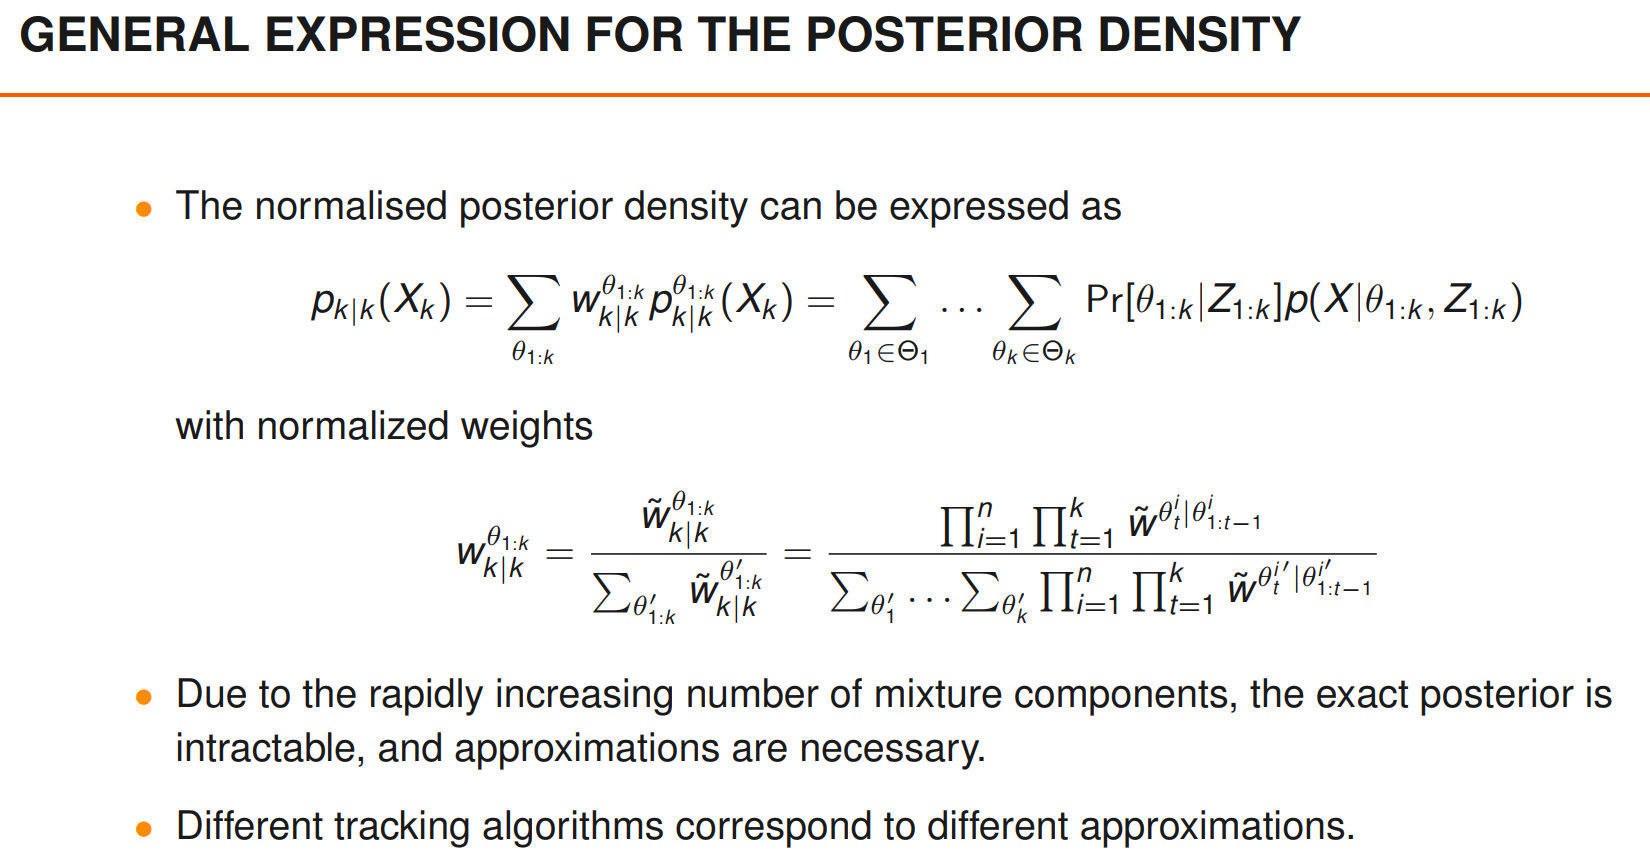 GENERAL EXPRESSION FOR THE POSTERIOR DENSITY
• The normalised posterior density can be expressed as
$p_{k|k}(X_k) = \sum_{\theta_{1:k}} w_{k|k}^{\theta_{1:k}} p_{k|k}^{\theta_{1:k}}(X_k) = \sum_{\theta_1 \in \Theta_1} \cdots \sum_{\theta_k \in \Theta_k} \Pr[\theta_{1:k}|Z_{1:k}] p(X|\theta_{1:k}, Z_{1:k})$
with normalized weights
$w_{k|k}^{\theta_{1:k}} = \frac{\tilde{w}_{k|k}^{\theta_{1:k}}}{\sum_{\theta'_{1:k}} \tilde{w}_{k|k}^{\theta'_{1:k}}} = \frac{\prod_{i=1}^{n} \prod_{t=1}^{k} \tilde{w}^{\theta_t^i|\theta_{1:t-1}^i}}{\sum_{\theta'_1} \cdots \sum_{\theta'_k} \prod_{i=1}^{n} \prod_{t=1}^{k} \tilde{w}^{\theta_t^{i'}|\theta_{1:t-1}^{i'}}}$
• Due to the rapidly increasing number of mixture components, the exact posterior is
intractable, and approximations are necessary.
• Different tracking algorithms correspond to different approximations.